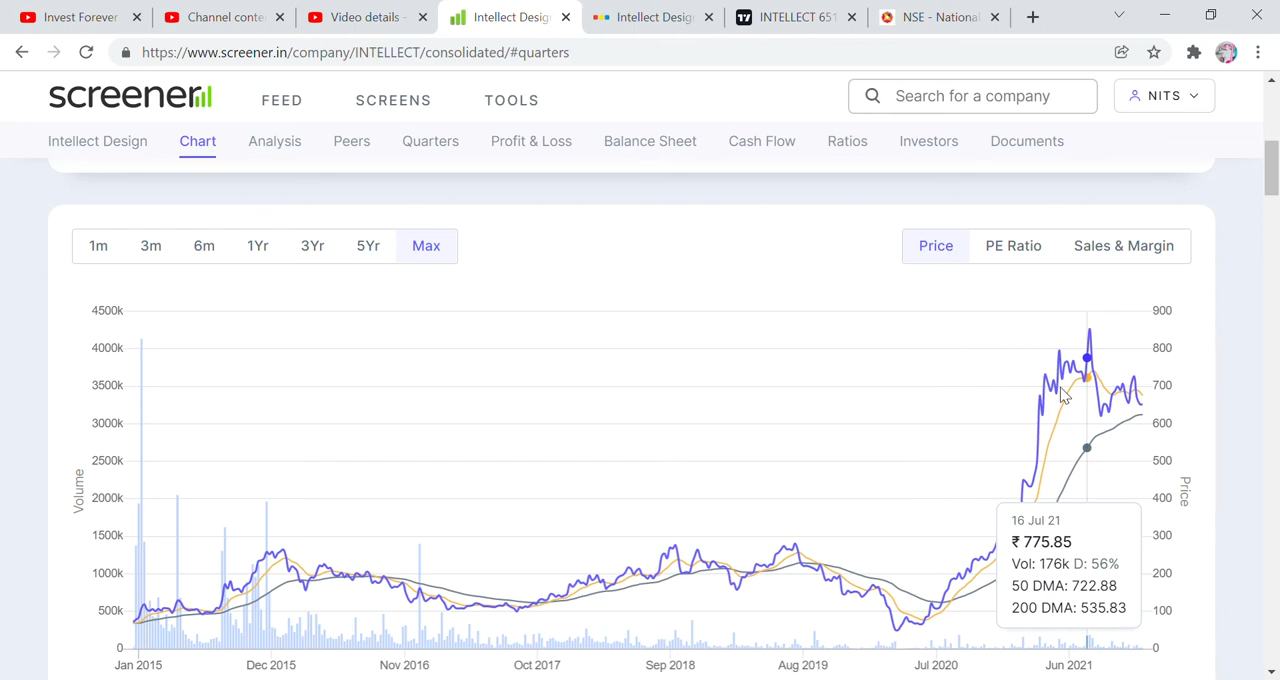 Invest Forever
Channel conte
Video details -
Intellect Desig
Intellect Desig
INTELLECT 651
NSE - National
https://www.screener.in/company/INTELLECT/consolidated/#quarters
screener
FEED
SCREENS
TOOLS
Search for a company
NITS
Intellect Design
Chart
Analysis
Peers
Quarters
Profit & Loss
Balance Sheet
Cash Flow
Ratios
Investors
Documents
1m 3m 6m 1Yr 3Yr 5Yr Max
Price PE Ratio Sales & Margin
4500k
4000k
3500k
3000k
2500k
2000k
1500k
1000k
500k
0
Volume
900
800
700
600
500
400
300
200
100
0
Price
16 Jul 21
₹ 775.85
Vol: 176k D: 56%
50 DMA: 722.88
200 DMA: 535.83
Jan 2015 Dec 2015 Nov 2016 Oct 2017 Sep 2018 Aug 2019 Jul 2020 Jun 2021